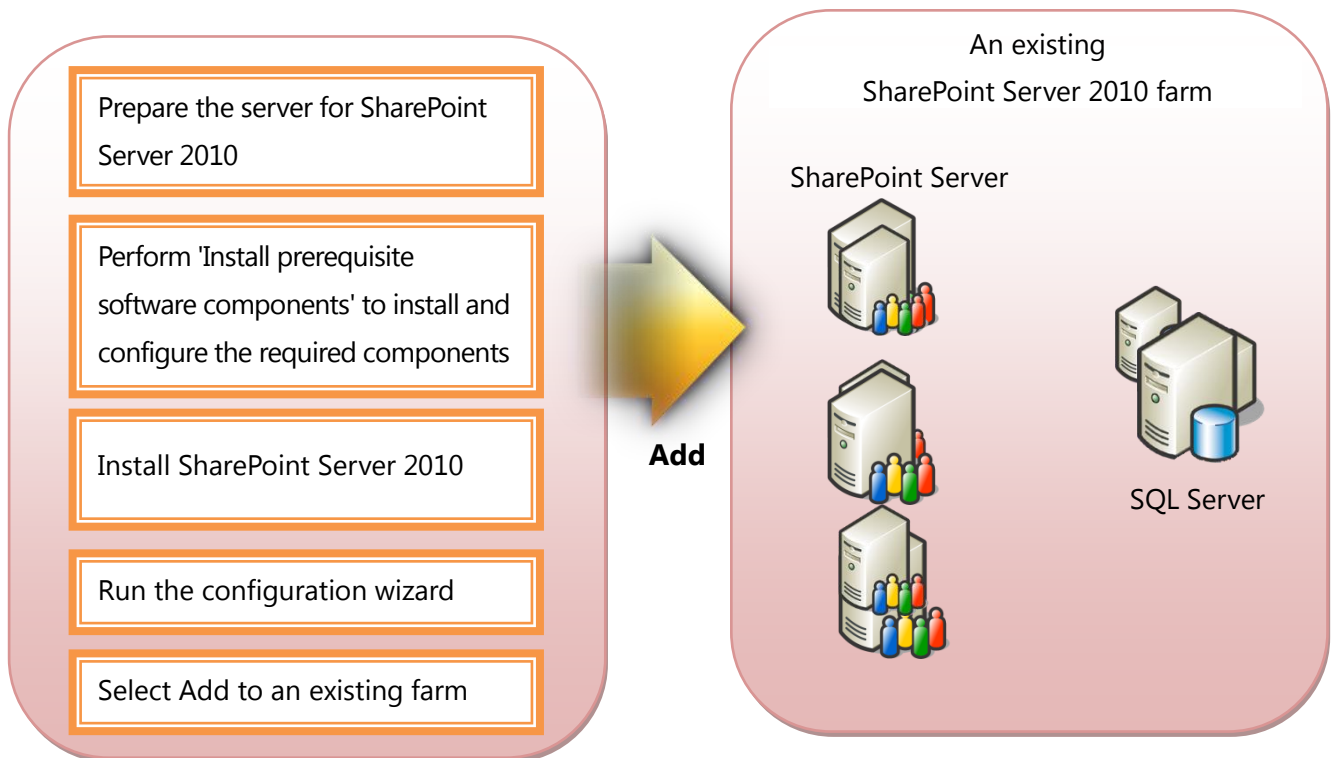 Prepare the server for SharePoint
Server 2010
Perform 'Install prerequisite
software components' to install and
configure the required components
Install SharePoint Server 2010
Run the configuration wizard
Select Add to an existing farm
Add
An existing
SharePoint Server 2010 farm
SharePoint Server
SQL Server